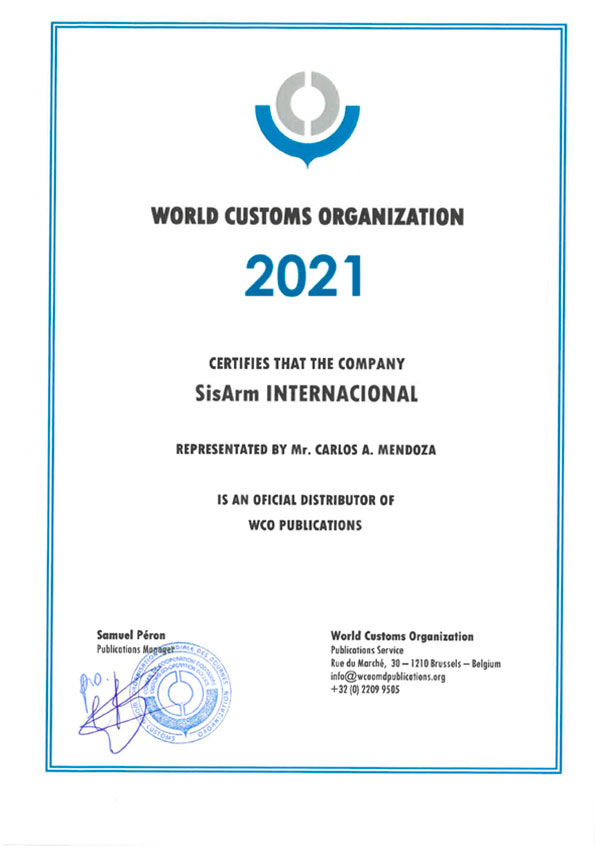 WORLD CUSTOMS ORGANIZATION
2021
CERTIFIES THAT THE COMPANY
SisArm INTERNACIONAL
REPRESENTATED BY Mr. CARLOS A. MENDOZA
IS AN OFICIAL DISTRIBUTOR OF
WCO PUBLICATIONS
Samuel Péron
Publications Manager
p.o.
World Customs Organization
Publications Service
Rue du Marché, 30 – 1210 Brussels – Belgium
info@wcoomdpublications.org
+32 (0) 2209 9505
MONDIALE DES DOUANES
CUSTOMS